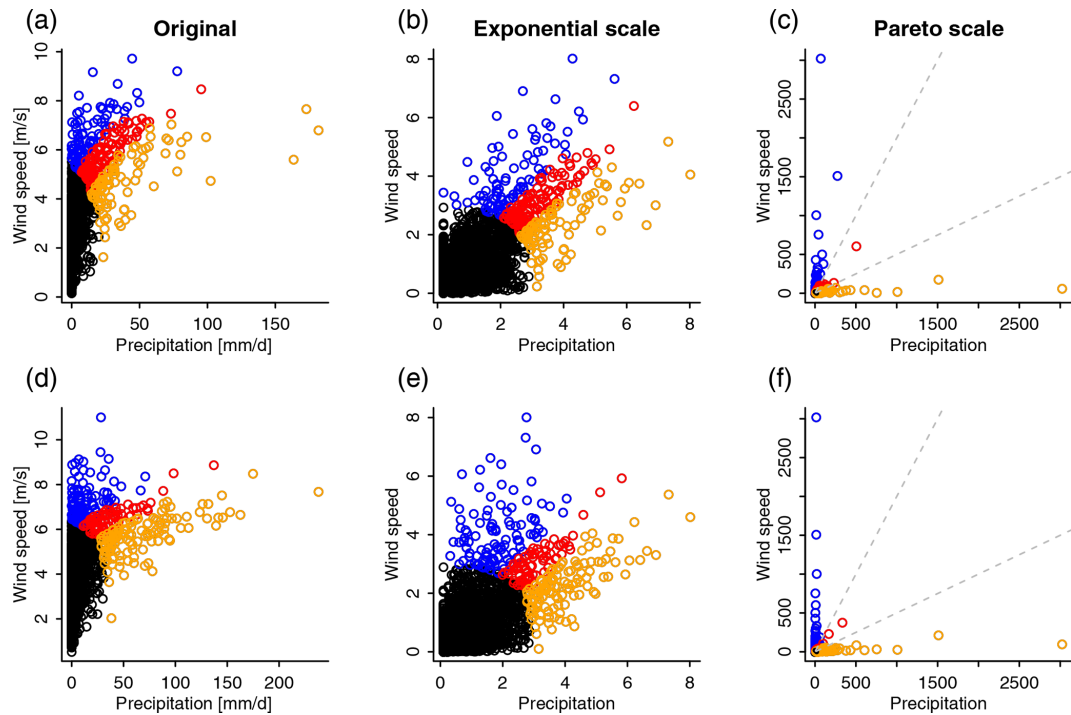 (a) Original
10
8
6
4
2
0
Wind speed [m/s]
0 50 100 150
Precipitation [mm/d]
(b) Exponential scale
8
6
4
2
0
Wind speed
0 2 4 6 8
Precipitation
(c) Pareto scale
2500
1500
500
0
Wind speed
0 500 1500 2500
Precipitation
(d)
10
8
6
4
2
Wind speed [m/s]
0 50 100 150 200
Precipitation [mm/d]
(e)
8
6
4
2
0
Wind speed
0 2 4 6 8
Precipitation
(f)
2500
1500
500
0
Wind speed
0 500 1500 2500
Precipitation